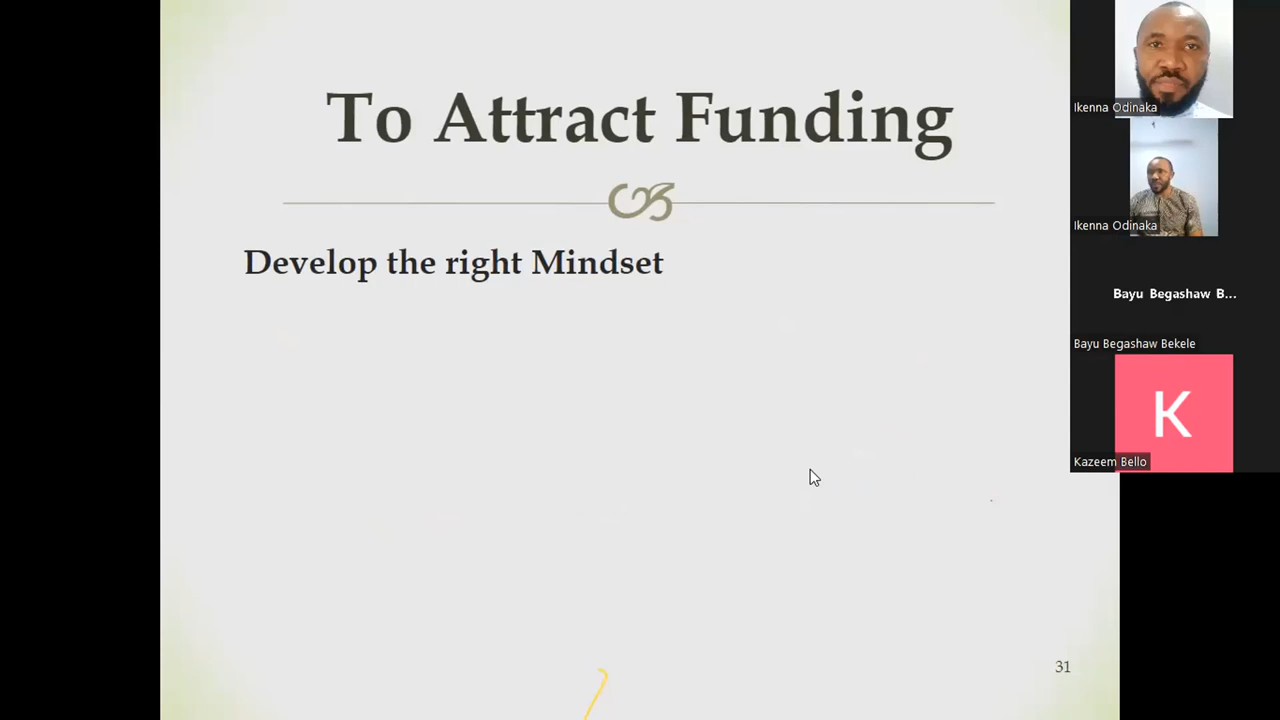 To Attract Funding
Develop the right Mindset
31
Ikenna Odinaka
Ikenna Odinaka
Bayu Begashaw B...
Bayu Begashaw Bekele
K
Kazeem Bello